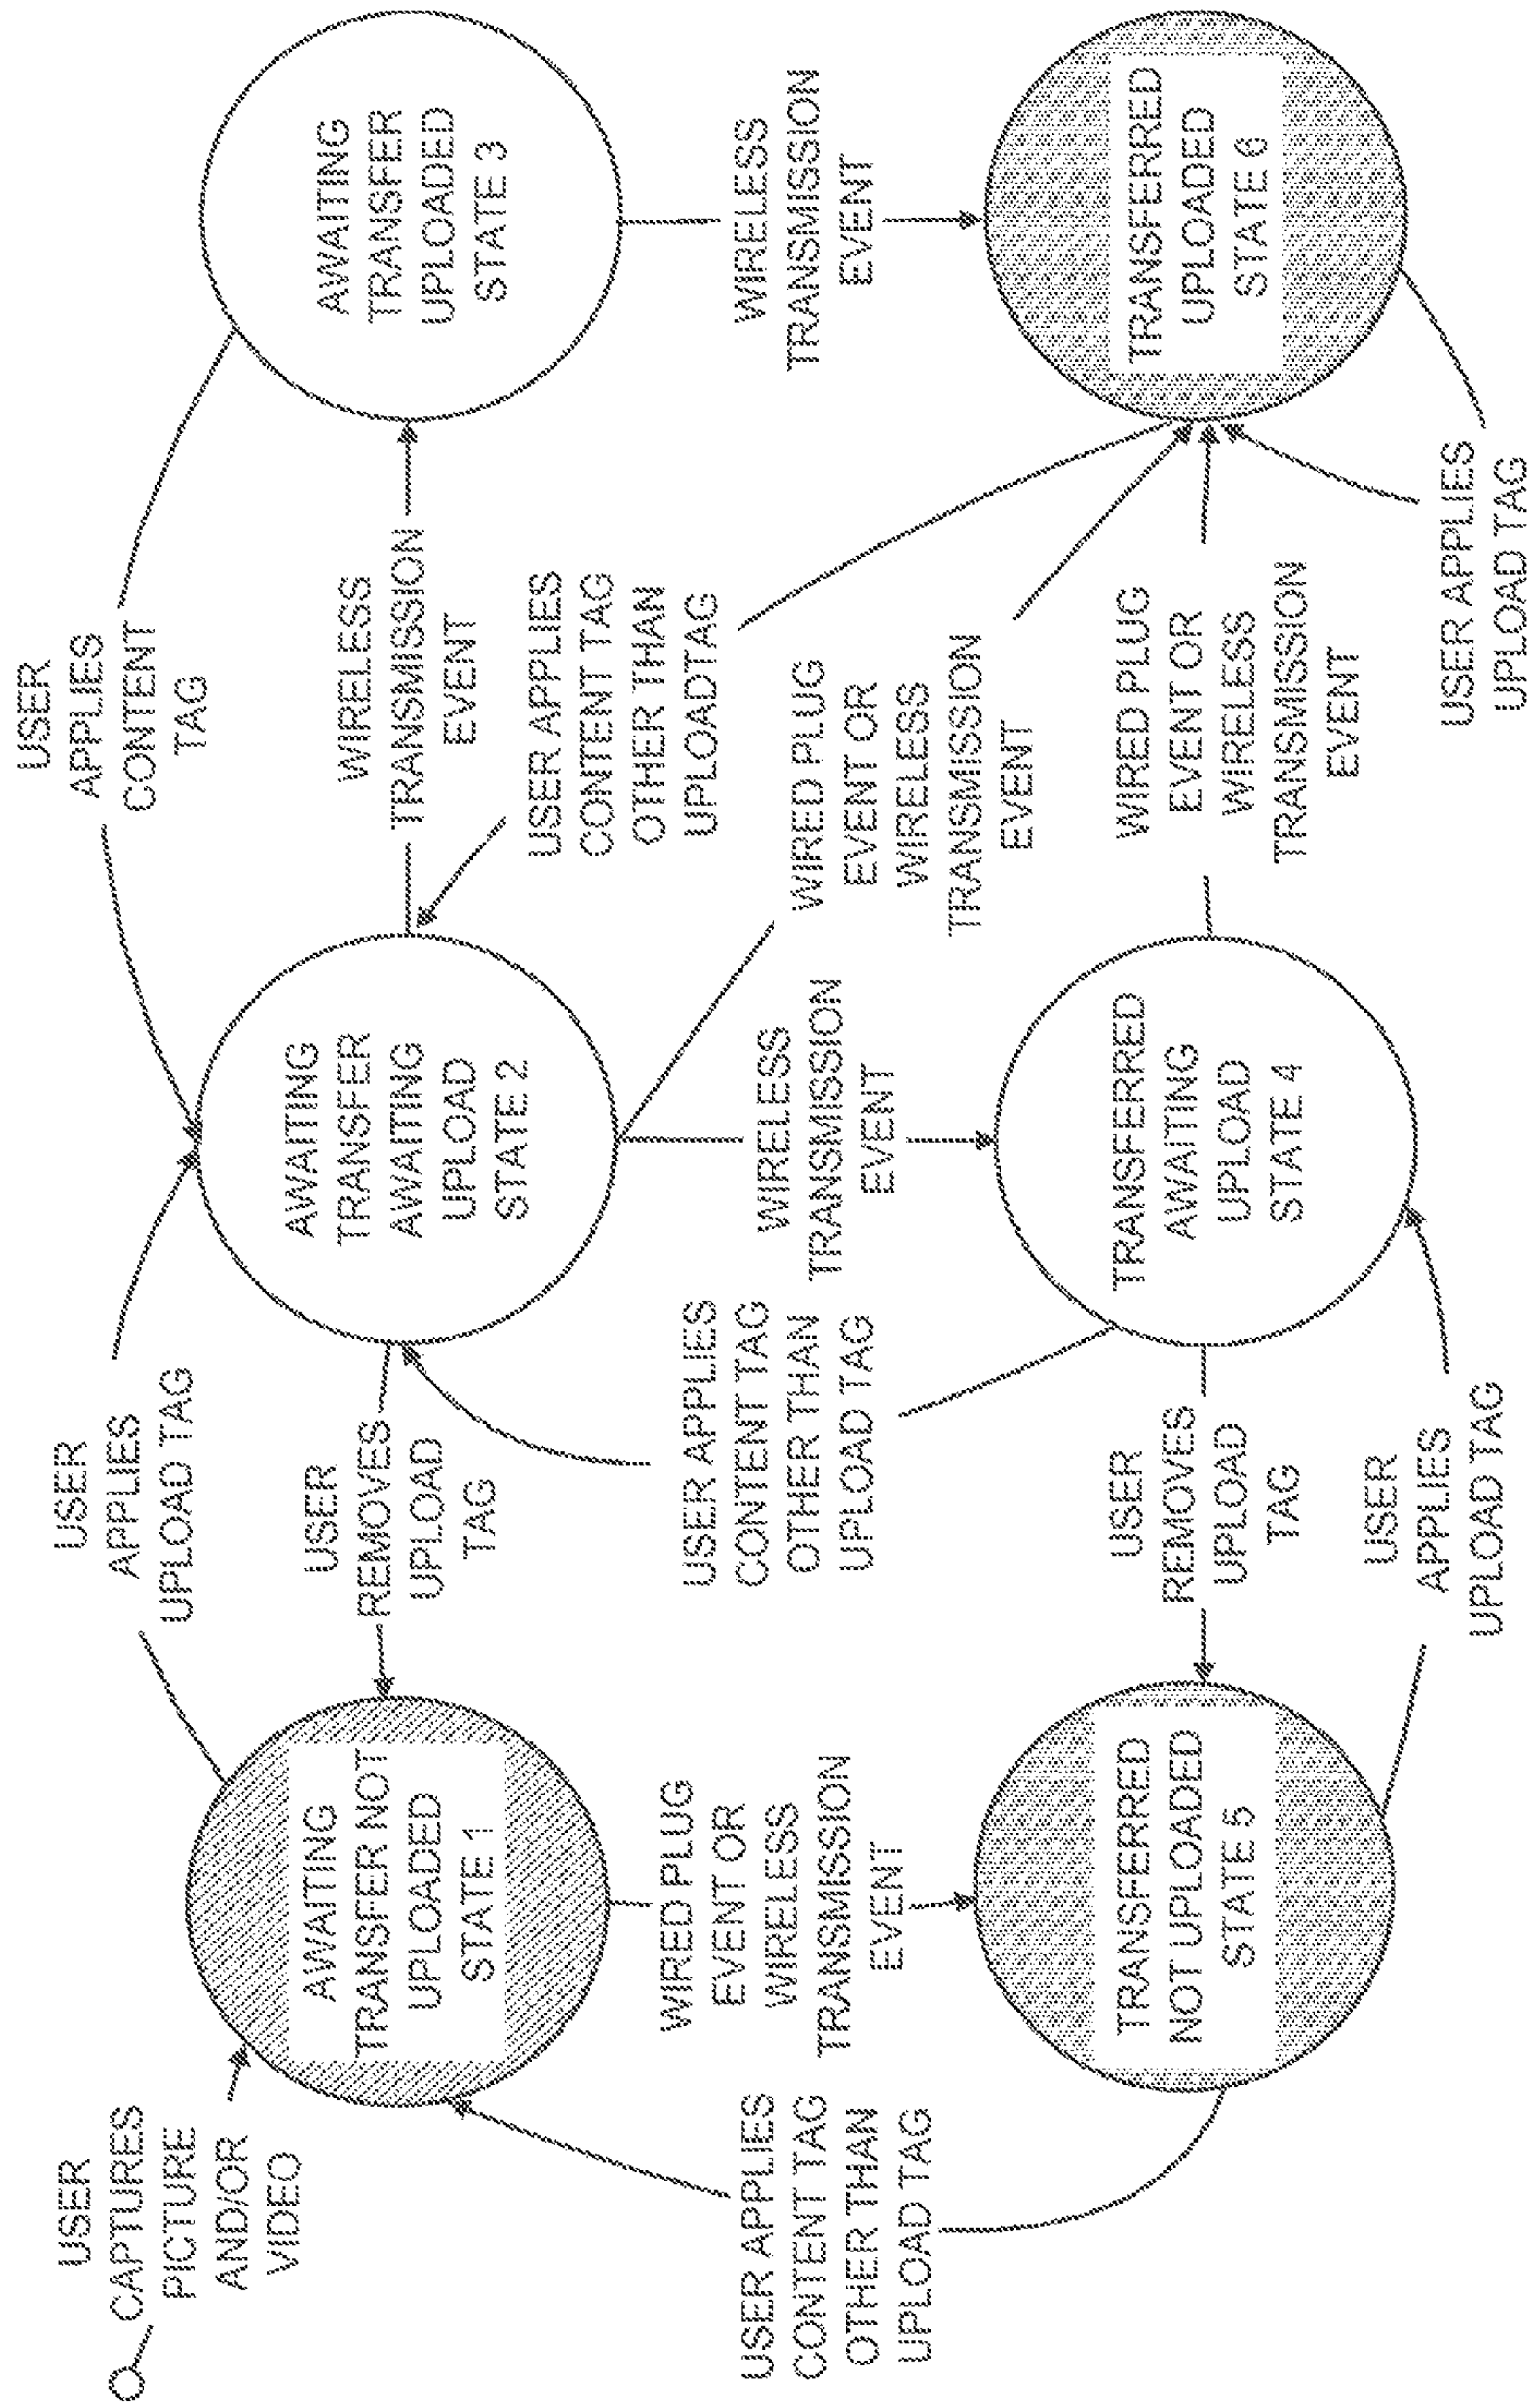 USER
CAPTURES
PICTURE
AND/OR
VIDEO
USER
APPLIES
UPLOAD TAG
USER
APPLIES
CONTENT
TAG
AWAITING
TRANSFER NOT
UPLOADED
STATE 1
USER
REMOVES
UPLOAD
TAG
AWAITING
TRANSFER
AWAITING
UPLOAD
STATE 2
WIRELESS
TRANSMISSION
EVENT
AWAITING
TRANSFER
UPLOADED
STATE 3
USER APPLIES
CONTENT TAG
OTHER THAN
UPLOADTAG
USER APPLIES
CONTENT TAG
OTHER THAN
UPLOAD TAG
WIRED PLUG
EVENT OR
WIRELESS
TRANSMISSION
EVENT
USER APPLIES
CONTENT TAG
OTHER THAN
UPLOAD TAG
WIRELESS
TRANSMISSION
EVENT
WIRED PLUG
EVENT OR
WIRELESS
TRANSMISSION
EVENT
WIRELESS
TRANSMISSION
EVENT
TRANSFERRED
NOT UPLOADED
STATE 5
USER
REMOVES
UPLOAD
TAG
TRANSFERRED
AWAITING
UPLOAD
STATE 4
WIRED PLUG
EVENT OR
WIRELESS
TRANSMISSION
EVENT
TRANSFERRED
UPLOADED
STATE 6
USER
APPLIES
UPLOAD TAG
USER APPLIES
UPLOAD TAG